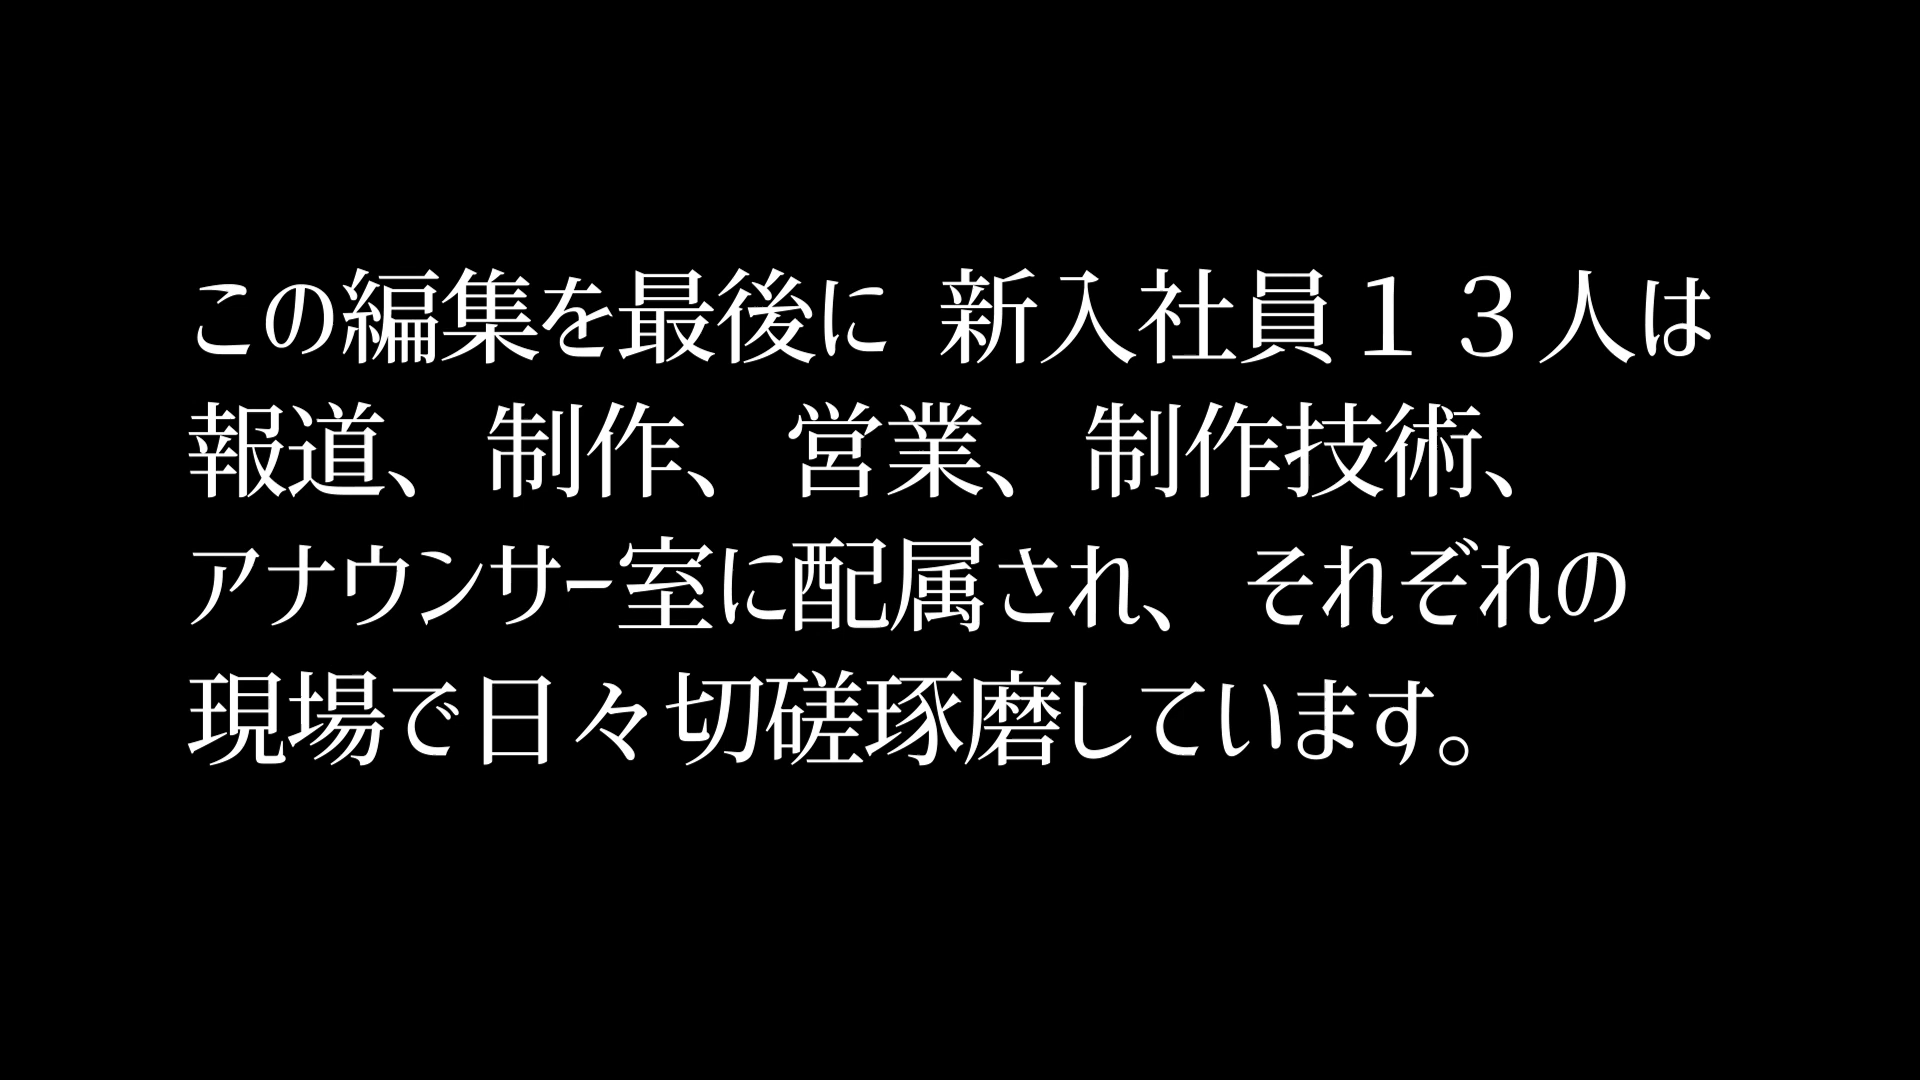 この編集を最後に 新入社員１３人は
報道、制作、営業、制作技術、
アナウンサー室に配属され、それぞれの
現場で日々切磋琢磨しています。